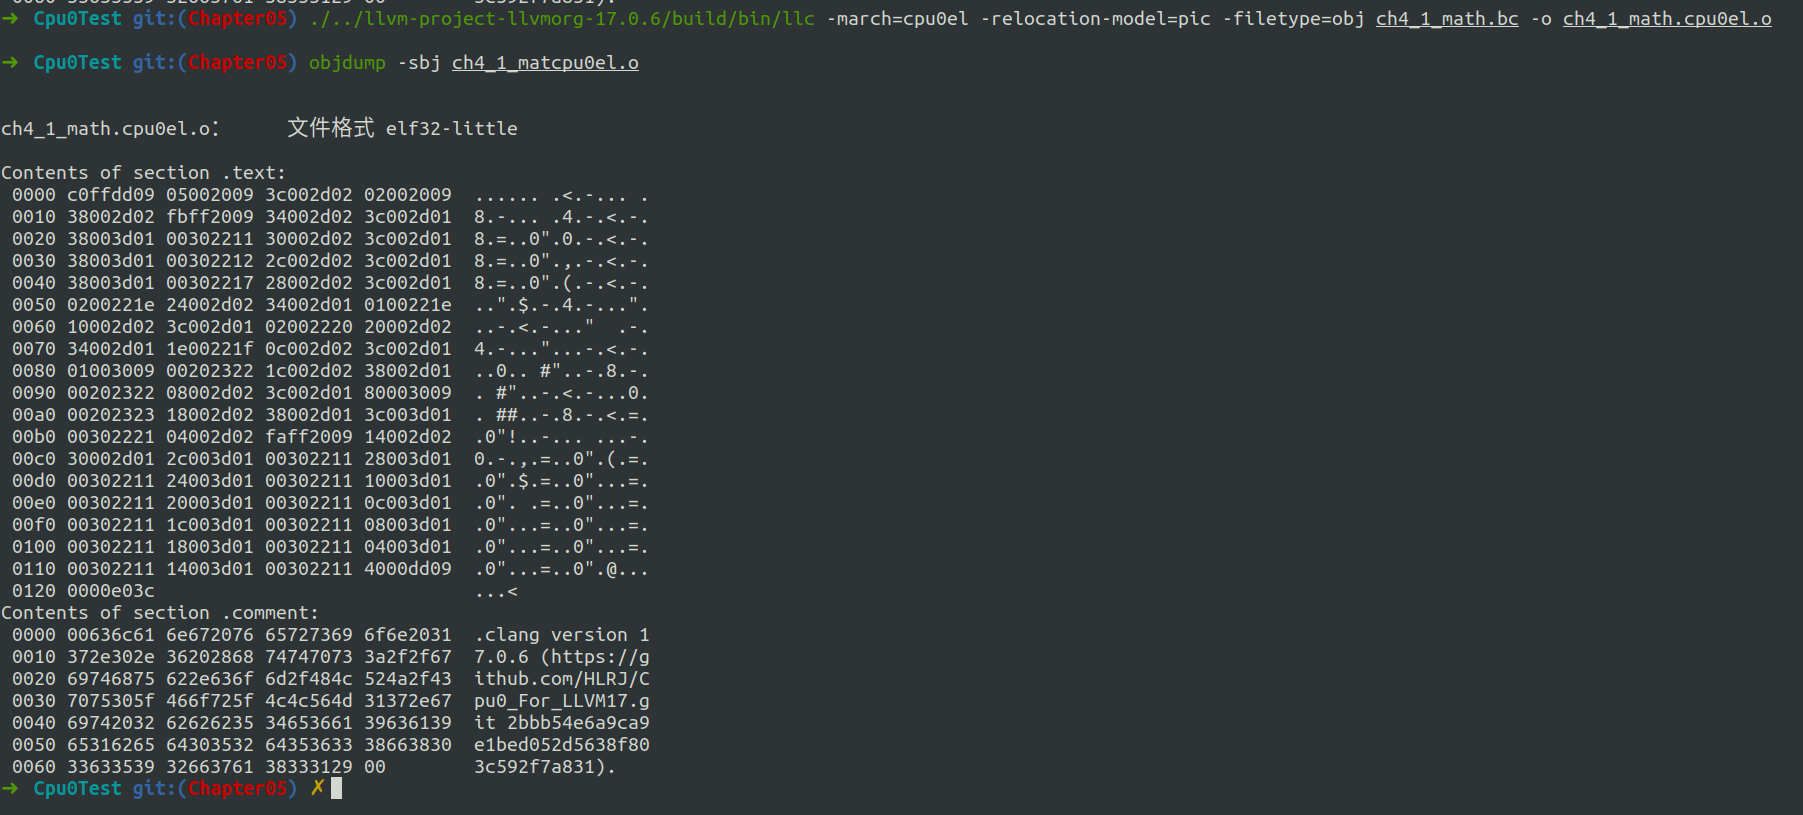 ➜  Cpu0Test git:(Chapter05) ./../llvm-project-llvmorg-17.0.6/build/bin/llc -march=cpu0el -relocation-model=pic -filetype=obj ch4_1_math.bc -o ch4_1_math.cpu0el.o
➜  Cpu0Test git:(Chapter05) objdump -sbj ch4_1_matcpu0el.o
ch4_1_math.cpu0el.o：     文件格式 elf32-little
Contents of section .text:
 0000 c0ffdd09 05002009 3c002d02 02002009  ...... .<.-... .
 0010 38002d02 fbff2009 34002d02 3c002d01  8.-... .4.-.<.-.
 0020 38003d01 00302211 30002d02 3c002d01  8.=..0".0.-.<.-.
 0030 38003d01 00302212 2c002d02 3c002d01  8.=..0".,.-.<.-.
 0040 38003d01 00302217 28002d02 3c002d01  8.=..0".(.-.<.-.
 0050 0200221e 24002d02 34002d01 0100221e  ..".$.-.4.-...".
 0060 10002d02 3c002d01 02002220 20002d02  ..-.<.-..."  .-.
 0070 34002d01 1e00221f 0c002d02 3c002d01  4.-..."...-.<.-.
 0080 01003009 00202322 1c002d02 38002d01  ..0.. #"..-.8.-.
 0090 00202322 08002d02 3c002d01 80003009  . #"..-.<.-...0.
 00a0 00202323 18002d02 38002d01 3c003d01  . ##..-.8.-.<.=.
 00b0 00302221 04002d02 faff2009 14002d02  .0"!..-... ...-.
 00c0 30002d01 2c003d01 00302211 28003d01  0.-.,.=..0".(.=.
 00d0 00302211 24003d01 00302211 10003d01  .0".$.=..0"...=.
 00e0 00302211 20003d01 00302211 0c003d01  .0". .=..0"...=.
 00f0 00302211 1c003d01 00302211 08003d01  .0"...=..0"...=.
 0100 00302211 18003d01 00302211 04003d01  .0"...=..0"...=.
 0110 00302211 14003d01 00302211 4000dd09  .0"...=..0".@...
 0120 0000e03c                             ...<
Contents of section .comment:
 0000 00636c61 6e672076 65727369 6f6e2031  .clang version 1
 0010 372e302e 36202868 74747073 3a2f2f67  7.0.6 (https://g
 0020 69746875 622e636f 6d2f484c 524a2f43  ithub.com/HLRJ/C
 0030 7075305f 466f725f 4c4c564d 31372e67  pu0_For_LLVM17.g
 0040 69742032 62626235 34653661 39636139  it 2bbb54e6a9ca9
 0050 65316265 64303532 64353633 38663830  e1bed052d5638f80
 0060 33633539 32663761 38333129 00        3c592f7a831).
➜  Cpu0Test git:(Chapter05) ✗